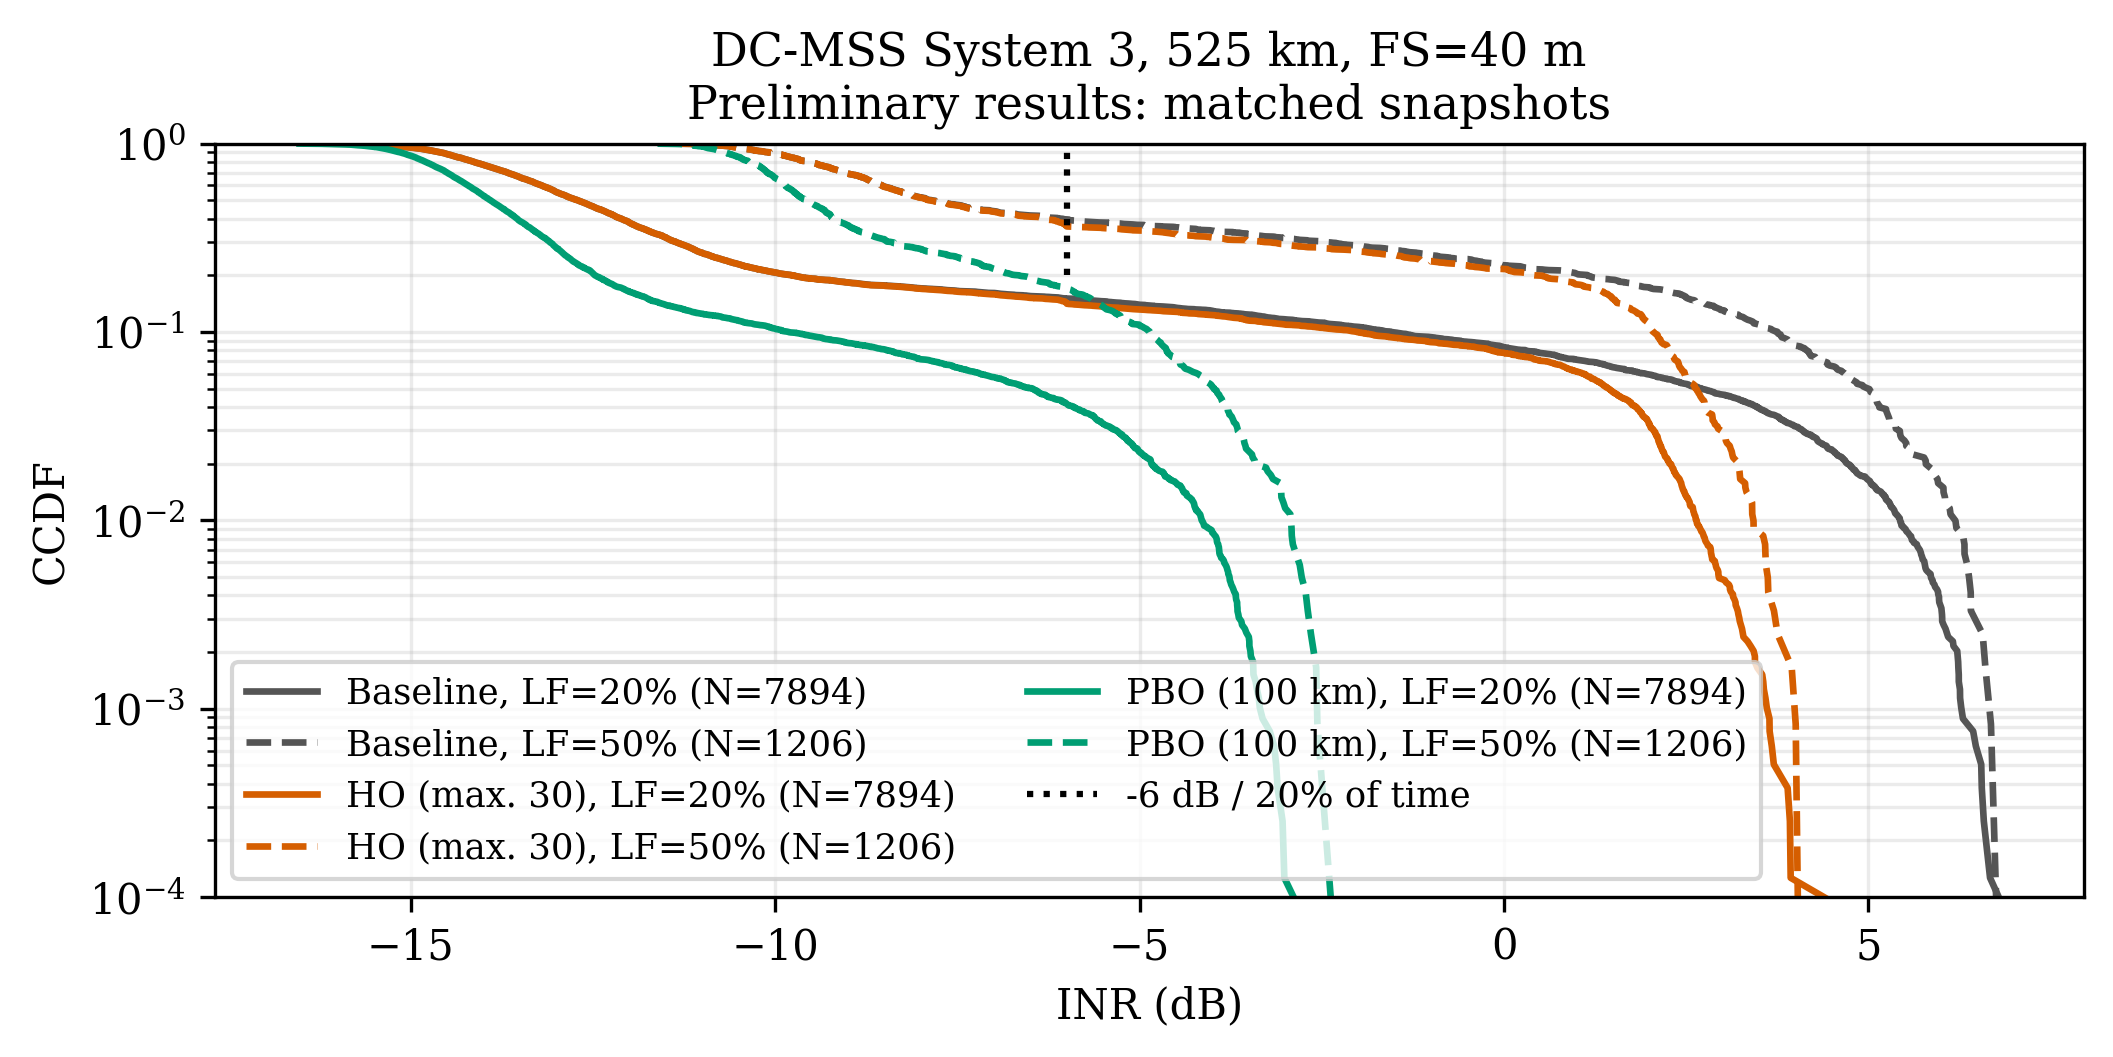 DC-MSS System 3, 525 km, FS=40 m
Preliminary results: matched snapshots
10⁰
10⁻¹
10⁻²
10⁻³
10⁻⁴
CCDF
Baseline, LF=20% (N=7894)
Baseline, LF=50% (N=1206)
HO (max. 30), LF=20% (N=7894)
HO (max. 30), LF=50% (N=1206)
PBO (100 km), LF=20% (N=7894)
PBO (100 km), LF=50% (N=1206)
-6 dB / 20% of time
−15 −10 −5 0 5
INR (dB)